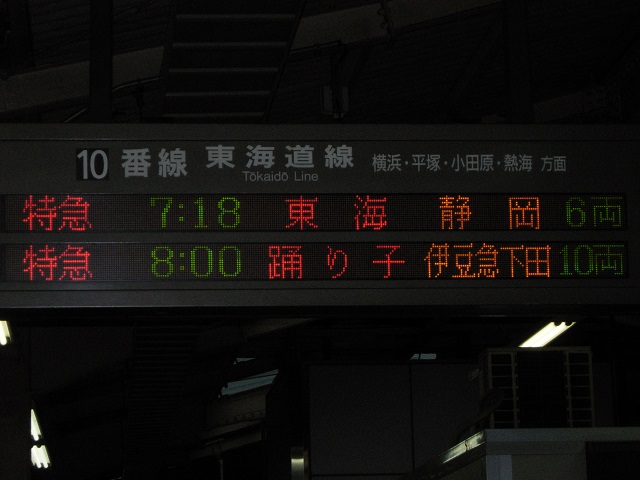 10 番線 東海道線 横浜・平塚・小田原・熱海 方面
Tōkaidō Line
特急 7:18 東海 静岡 6両
特急 8:00 踊り子 伊豆急下田 10両